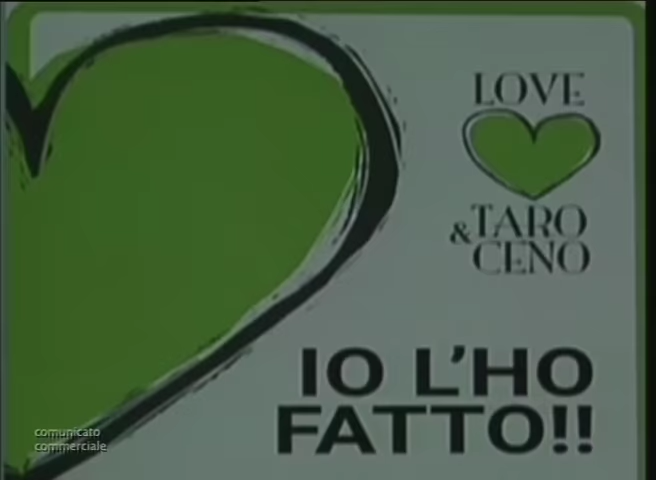 LOVE
&TARO
CENO
IO L'HO
FATTO!!
comunicato
commerciale